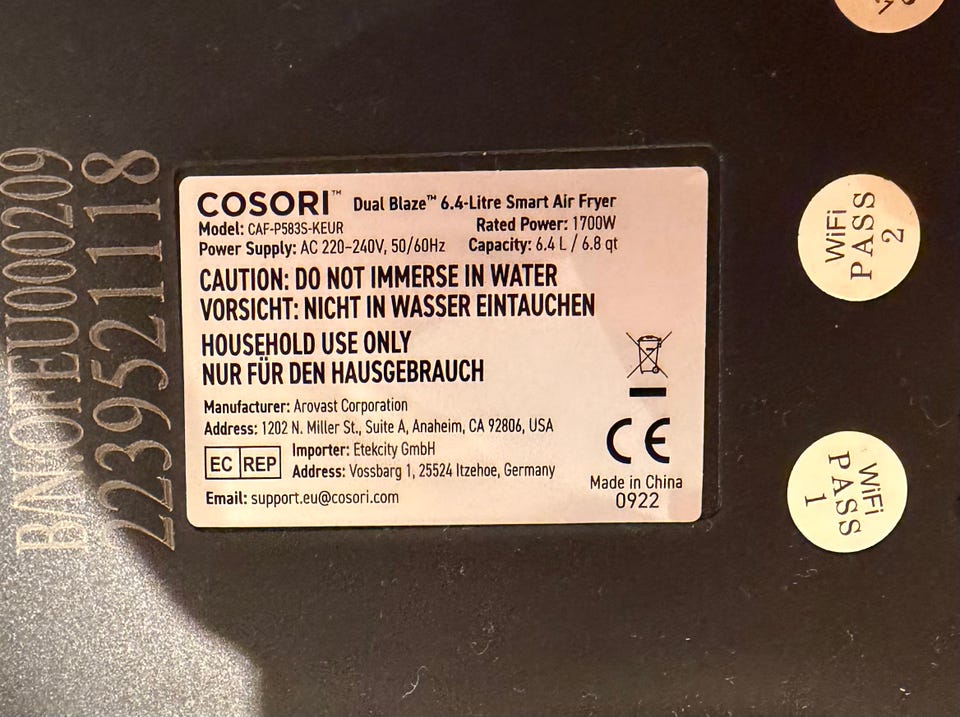 COSORI™ Dual Blaze™ 6.4-Litre Smart Air Fryer
Model: CAF-P583S-KEUR Rated Power: 1700W
Power Supply: AC 220-240V, 50/60Hz Capacity: 6.4 L / 6.8 qt
CAUTION: DO NOT IMMERSE IN WATER
VORSICHT: NICHT IN WASSER EINTAUCHEN
HOUSEHOLD USE ONLY
NUR FÜR DEN HAUSGEBRAUCH
Manufacturer: Arovast Corporation
Address: 1202 N. Miller St., Suite A, Anaheim, CA 92806, USA
EC REP
Importer: Etekcity GmbH
Address: Vossbarg 1, 25524 Itzehoe, Germany
Email: support.eu@cosori.com
CE
Made in China
0922
BN0FEU000209
2239521118
WiFi
PASS
2
WiFi
PASS
1